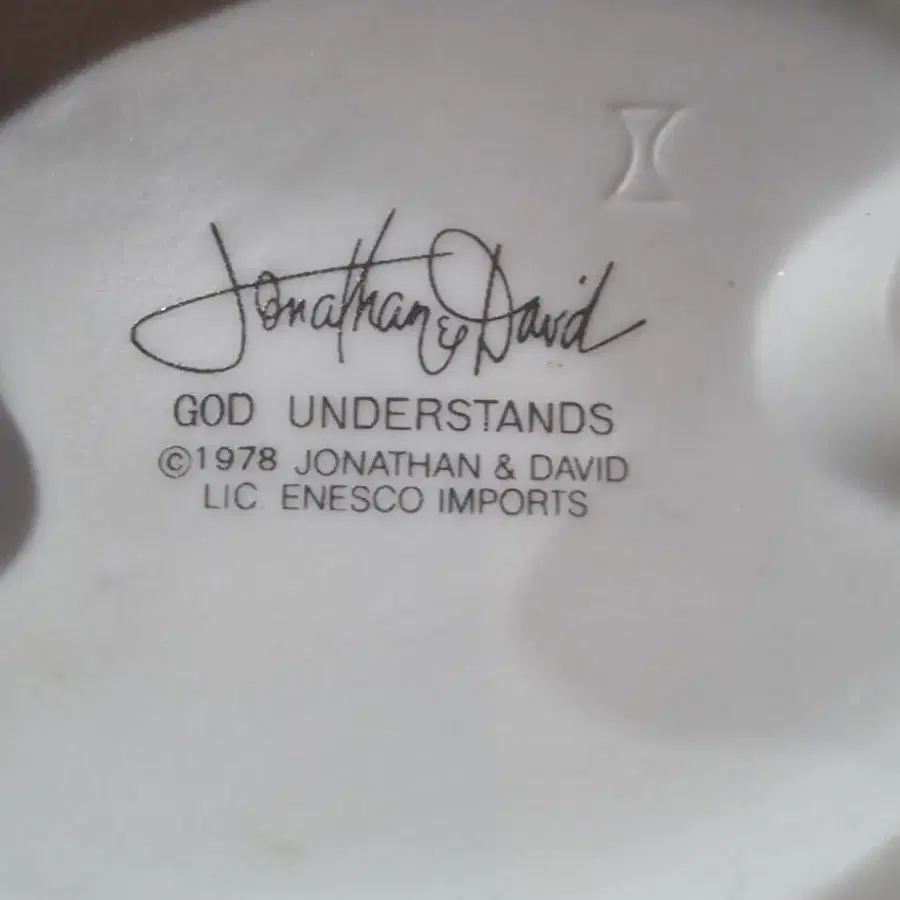 Jonathan & David
GOD UNDERSTANDS
©1978 JONATHAN & DAVID
LIC. ENESCO IMPORTS